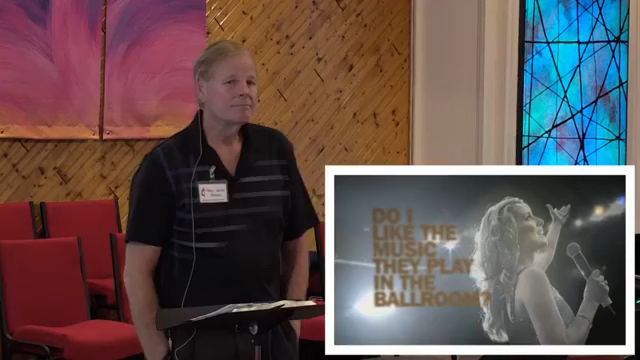 DO I
LIKE THE
MUSIC
THEY PLAY
IN THE
BALLROOM?